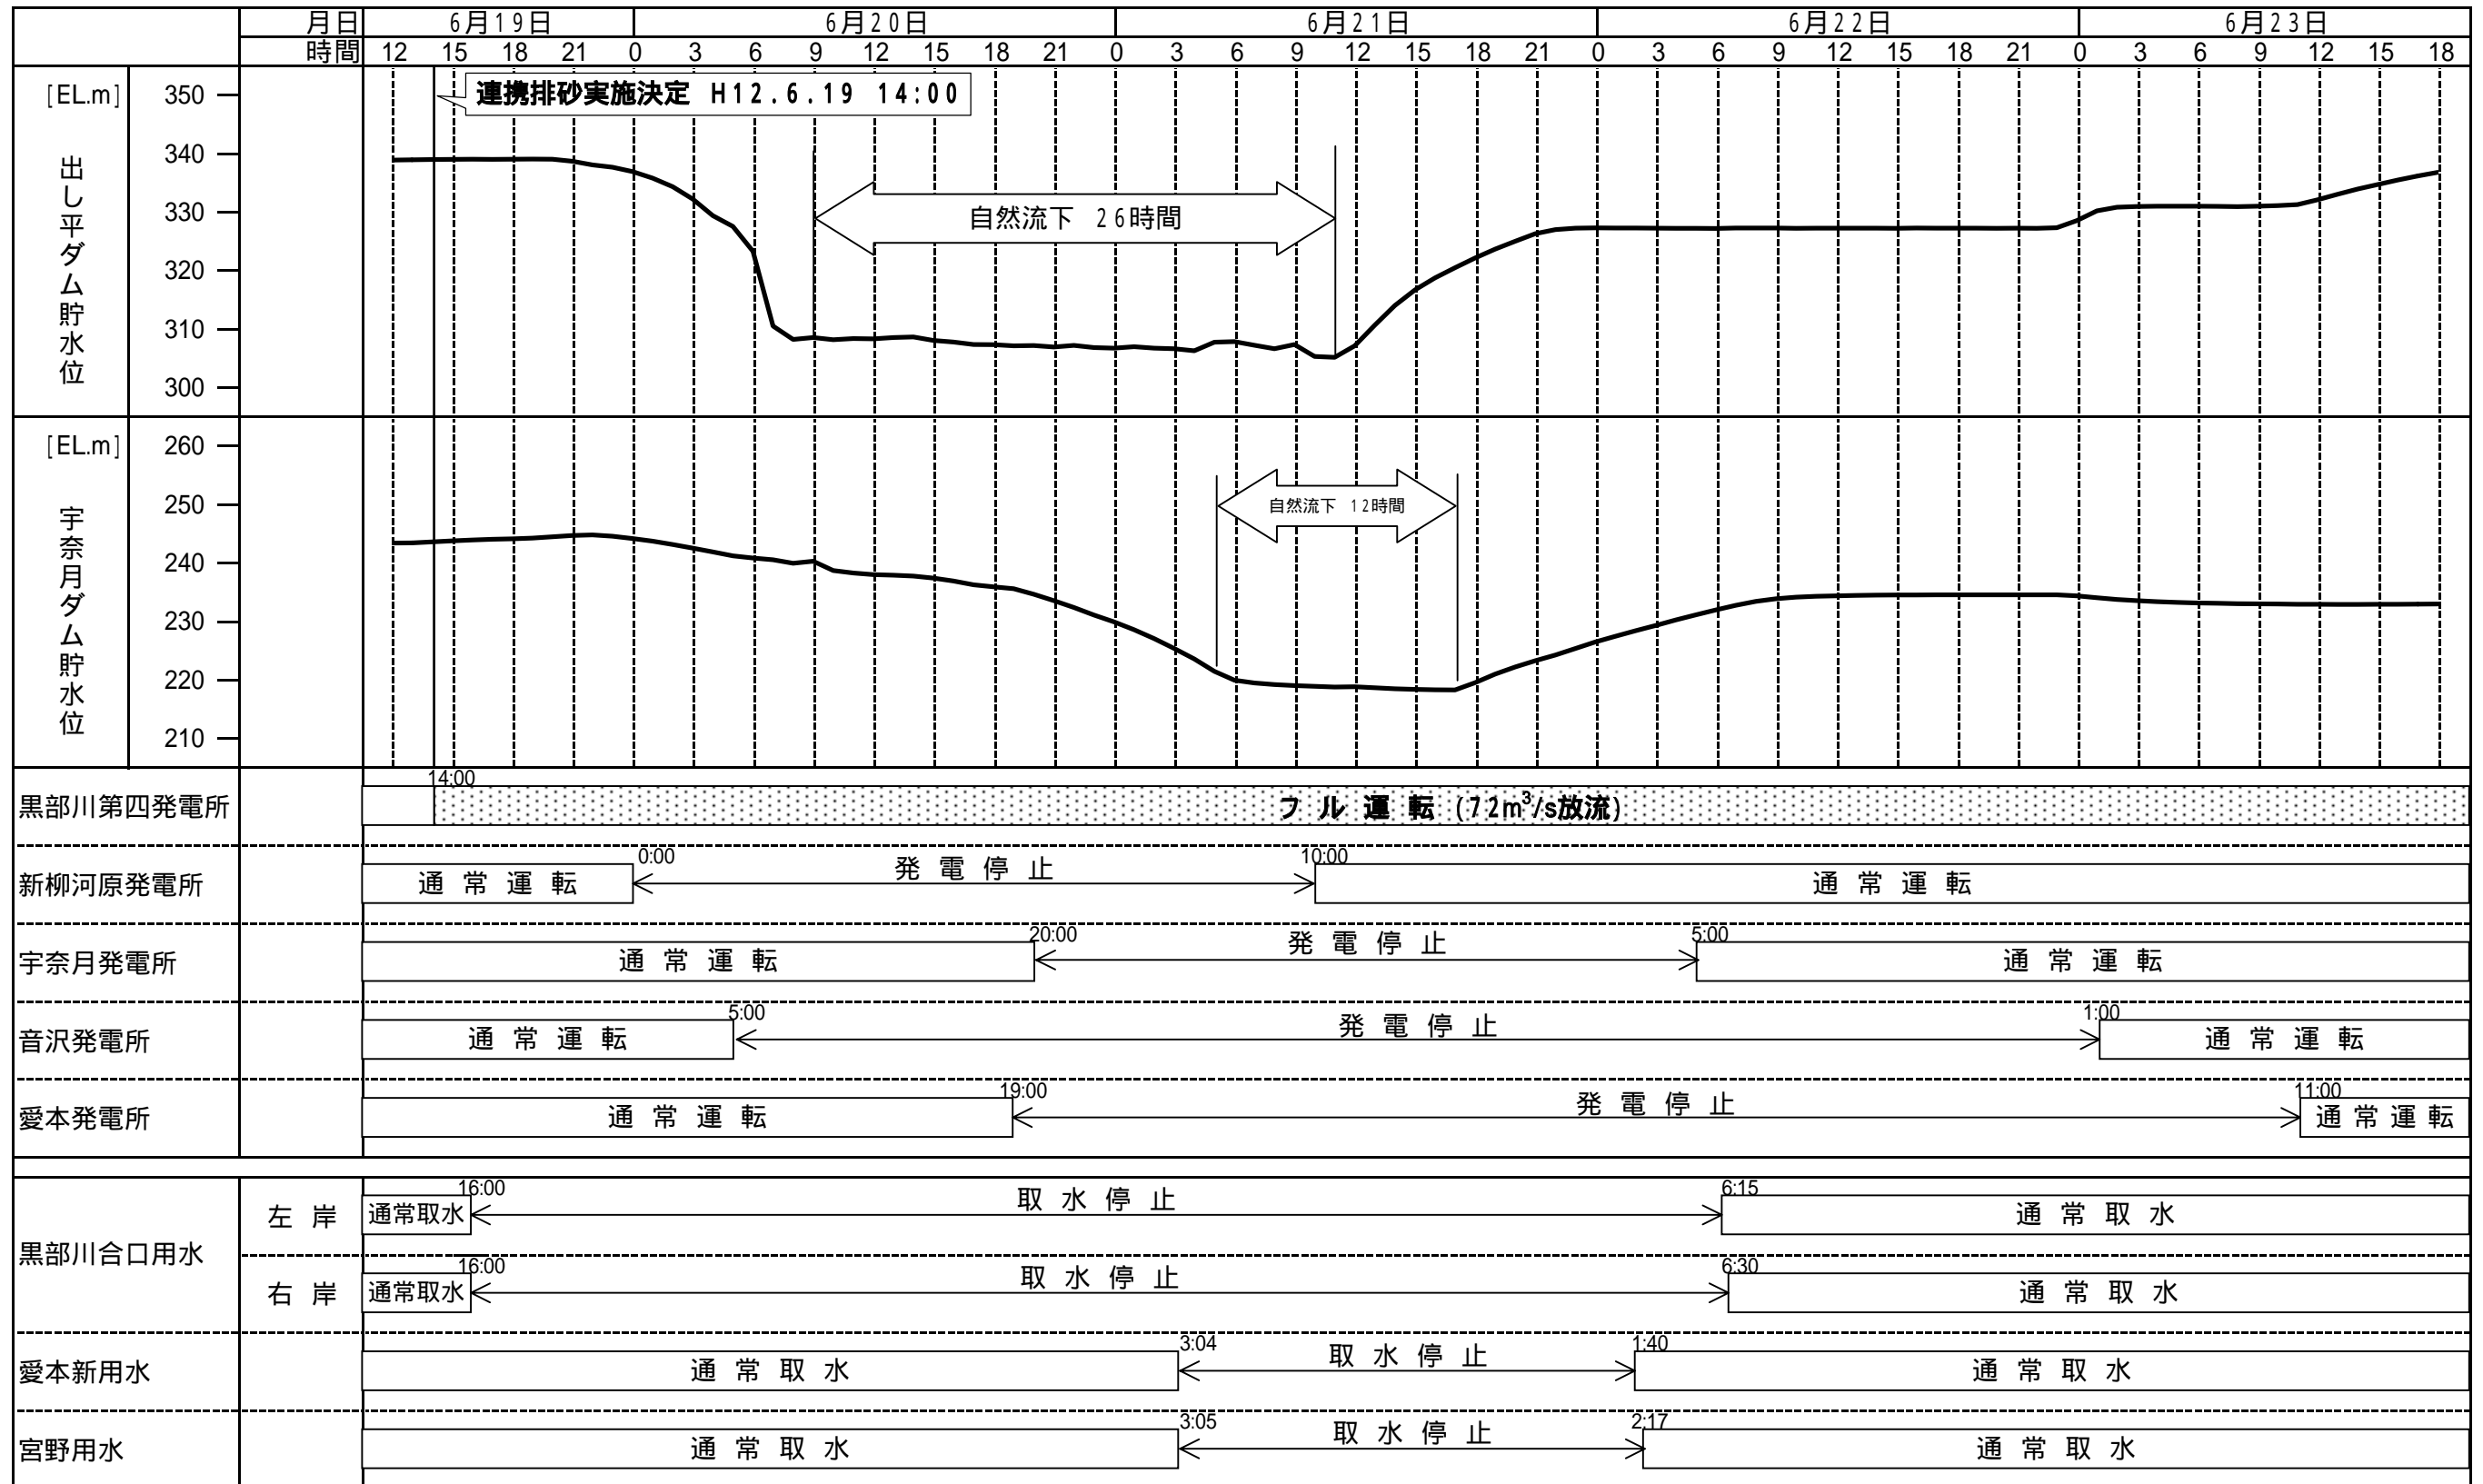 月日 6月19日 6月20日 6月21日 6月22日 6月23日
時間 12 15 18 21 0 3 6 9 12 15 18 21 0 3 6 9 12 15 18 21 0 3 6 9 12 15 18 21 0 3 6 9 12 15 18
連携排砂実施決定 H12.6.19 14:00
[EL.m]
出し平ダム貯水位
350
340
330
320
310
300
自然流下 26時間
[EL.m]
宇奈月ダム貯水位
260
250
240
230
220
210
自然流下 12時間
黒部川第四発電所
14:00
フル運転(72m³/s放流)
新柳河原発電所
通常運転 0:00 発電停止 10:00 通常運転
宇奈月発電所
通常運転 20:00 発電停止 5:00 通常運転
音沢発電所
通常運転 5:00 発電停止 1:00 通常運転
愛本発電所
通常運転 19:00 発電停止 11:00 通常運転
黒部川合口用水
左岸 通常取水 16:00 取水停止 6:15 通常取水
右岸 通常取水 16:00 取水停止 6:30 通常取水
愛本新用水
通常取水 3:04 取水停止 1:40 通常取水
宮野用水
通常取水 3:05 取水停止 2:17 通常取水